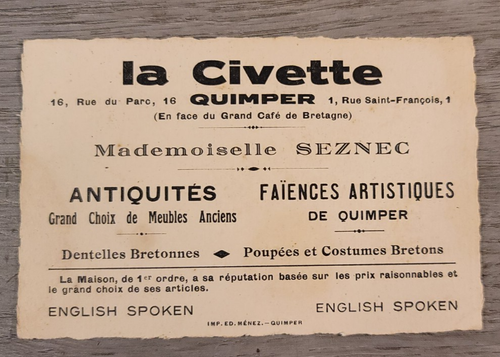 la Civette
16, Rue du Parc, 16 QUIMPER 1, Rue Saint-François, 1
(En face du Grand Café de Bretagne)
Mademoiselle SEZNEC
ANTIQUITÉS
Grand Choix de Meubles Anciens
FAÏENCES ARTISTIQUES
DE QUIMPER
Dentelles Bretonnes ◆ Poupées et Costumes Bretons
La Maison, de 1er ordre, a sa réputation basée sur les prix raisonnables et
le grand choix de ses articles.
ENGLISH SPOKEN ENGLISH SPOKEN
IMP. ED. MÉNEZ.-QUIMPER